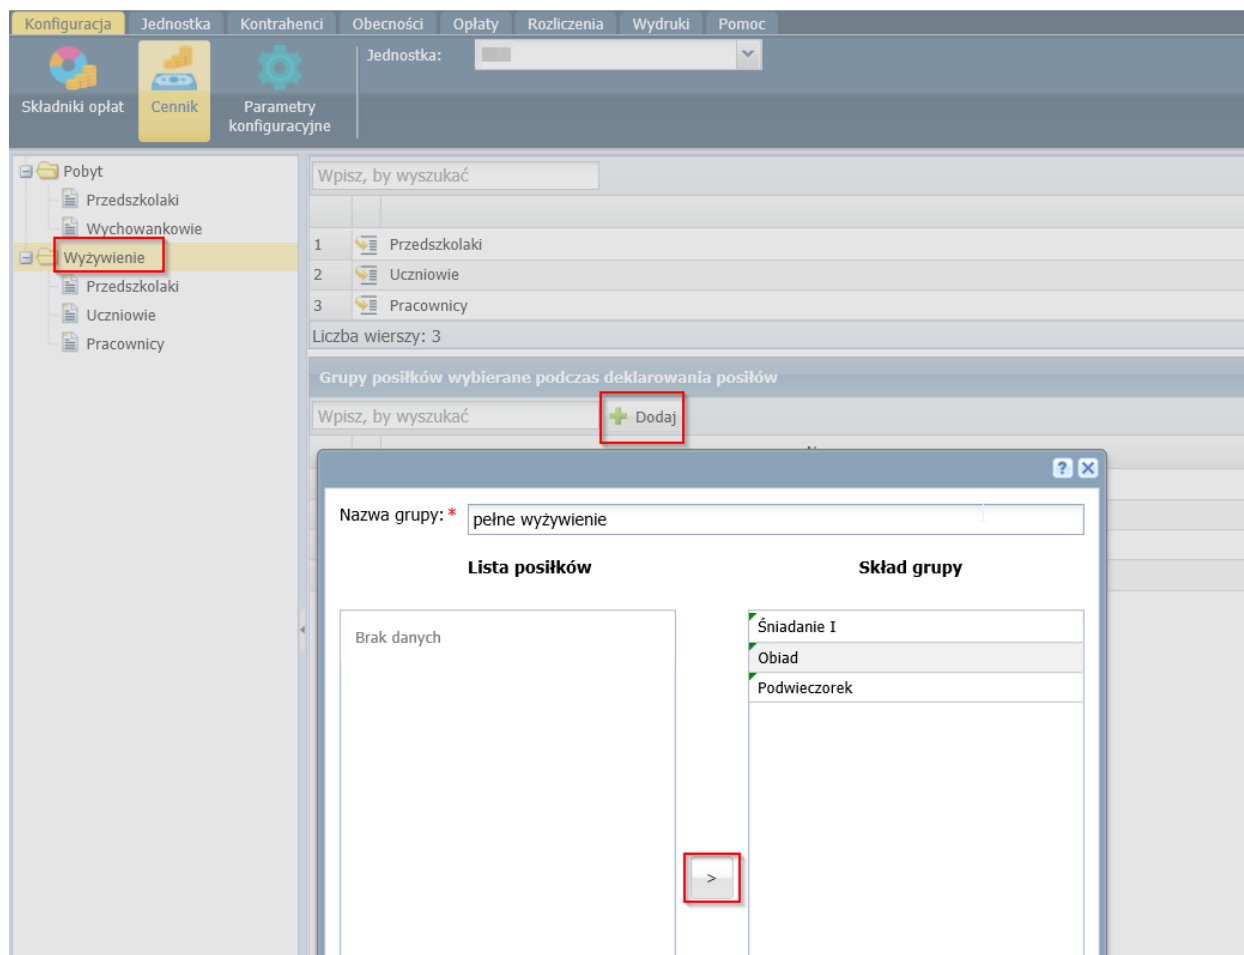 Konfiguracja Jednostka Kontrahenci Obecności Opłaty Rozliczenia Wydruki Pomoc
Jednostka:
Składniki opłat Cennik Parametry
konfiguracyjne
Pobyt
Przedszkolaki
Wychowankowie
Wyżywienie
Przedszkolaki
Uczniowie
Pracownicy
Wpisz, by wyszukać
1 Przedszkolaki
2 Uczniowie
3 Pracownicy
Liczba wierszy: 3
Grupy posiłków wybierane podczas deklarowania posiłów
Wpisz, by wyszukać Dodaj
?
Nazwa grupy: * pełne wyżywienie
Lista posiłków Skład grupy
Brak danych
Śniadanie I
Obiad
Podwieczorek
>